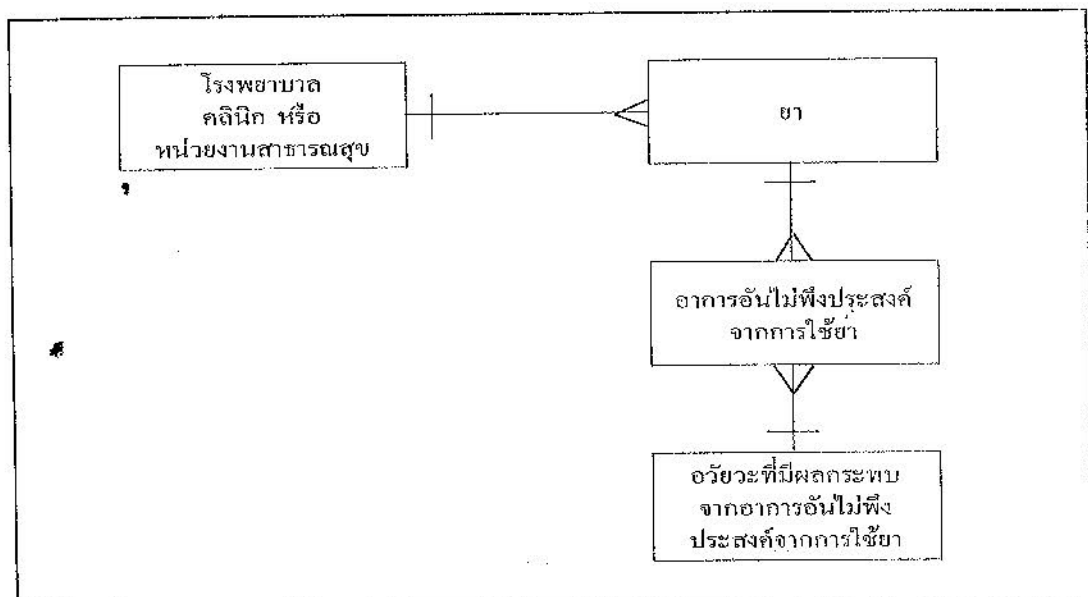 โรงพยาบาล
คลินิก หรือ
หน่วยงานสาธารณสุข
ยา
อาการอันไม่พึงประสงค์
จากการใช้ยา
อวัยวะที่มีผลกระทบ
จากอาการอันไม่พึง
ประสงค์จากการใช้ยา